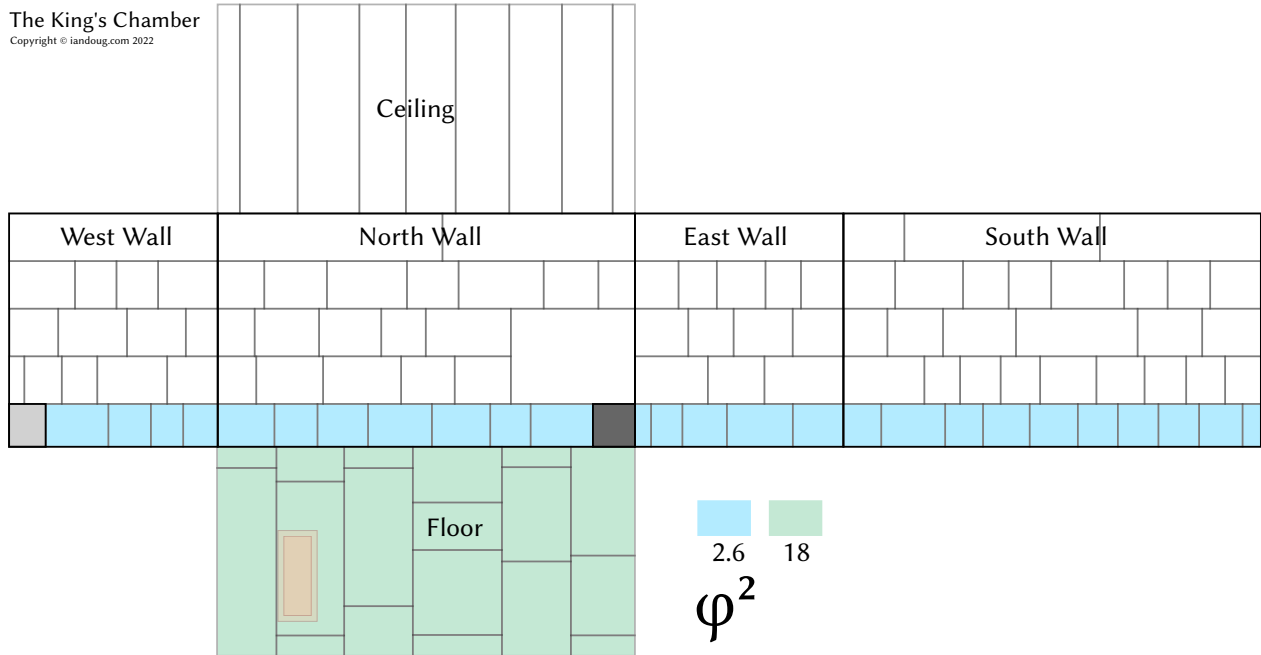 The King's Chamber
Copyright © iandoug.com 2022
Ceiling
West Wall
North Wall
East Wall
South Wall
Floor
2.6
18
φ²